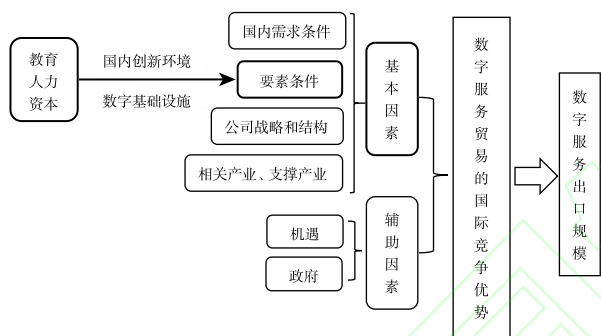 教育
人力
资本
国内创新环境
数字基础设施
国内需求条件
要素条件
公司战略和结构
相关产业、支撑产业
基本因素
机遇
政府
辅助因素
数字服务贸易的国际竞争优势
数字服务出口规模